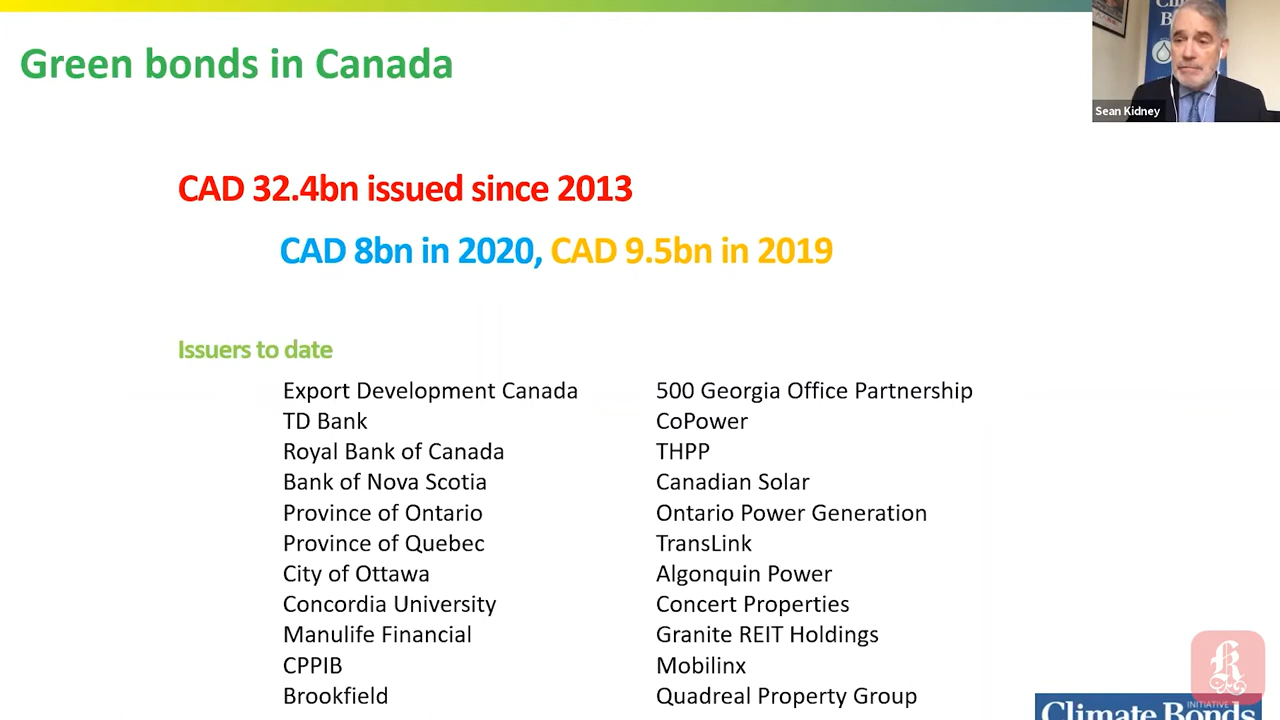 Green bonds in Canada
Climate
Sean Kidney
CAD 32.4bn issued since 2013
CAD 8bn in 2020, CAD 9.5bn in 2019
Issuers to date
Export Development Canada
TD Bank
Royal Bank of Canada
Bank of Nova Scotia
Province of Ontario
Province of Quebec
City of Ottawa
Concordia University
Manulife Financial
CPPIB
Brookfield
500 Georgia Office Partnership
CoPower
THPP
Canadian Solar
Ontario Power Generation
TransLink
Algonquin Power
Concert Properties
Granite REIT Holdings
Mobilinx
Quadreal Property Group
Climate Bonds
INITIATIVE